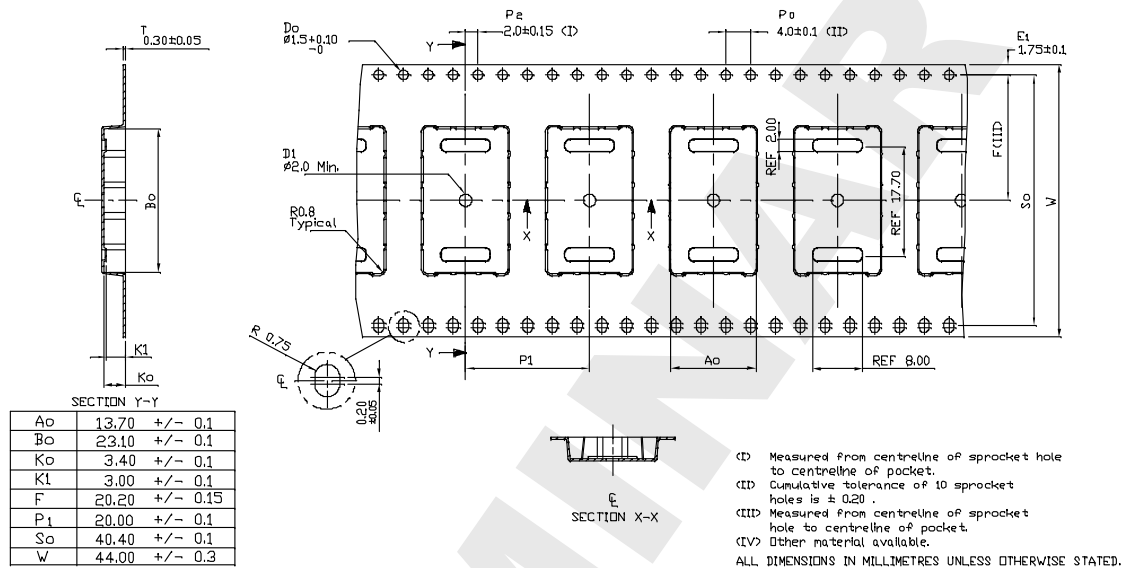 T
0.30±0.05
Do
Ø1.5+0.10
-0
Y
P2
2.0±0.15 (I)
Po
4.0±0.1 (II)
E1
1.75±0.1
D1
Ø2.0 Min.
R0.8
Typical
X
X
REF 2.00
REF 17.70
F(III)
So
W
Bo
K1
Ko
SECTION Y-Y
R 0.75
0.20
±0.05
Y
P1
Ao
REF 8.00
Ao 13.70 +/- 0.1
Bo 23.10 +/- 0.1
Ko 3.40 +/- 0.1
K1 3.00 +/- 0.1
F 20.20 +/- 0.15
P1 20.00 +/- 0.1
So 40.40 +/- 0.1
W 44.00 +/- 0.3
SECTION X-X
(I) Measured from centreline of sprocket hole
to centreline of pocket.
(II) Cumulative tolerance of 10 sprocket
holes is ± 0.20 .
(III) Measured from centreline of sprocket
hole to centreline of pocket.
(IV) Other material available.
ALL DIMENSIONS IN MILLIMETRES UNLESS OTHERWISE STATED.
MINAR